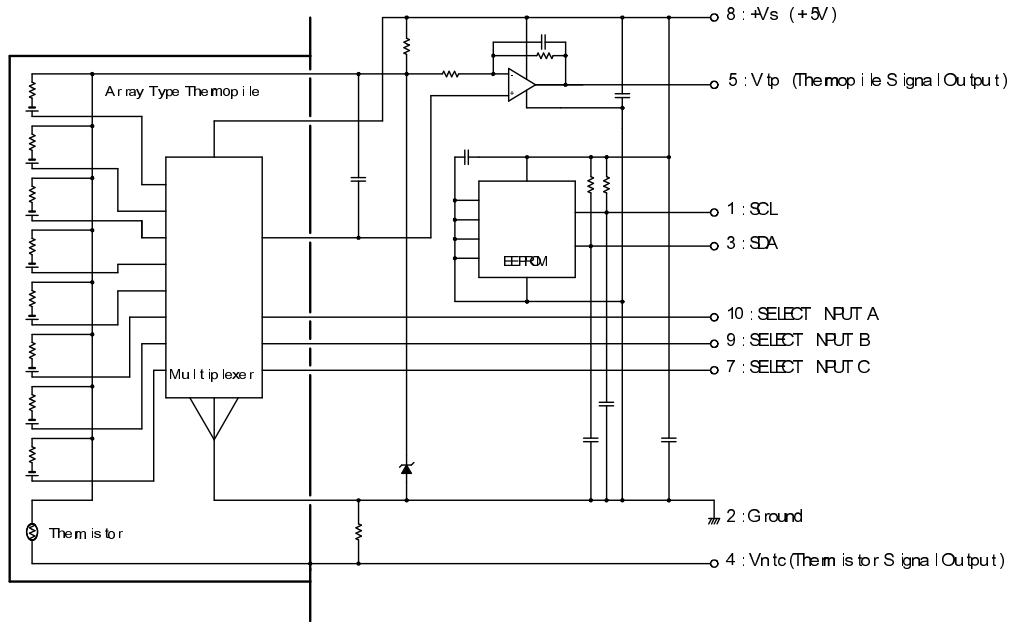 8 : +Vs (+5V)
5 : Vtp (Thermopile Signal Output)
Array Type Thermopile
1 : SCL
3 : SDA
EEPROM
10 : SELECT INPUT A
9 : SELECT INPUT B
7 : SELECT INPUT C
Multiplexer
2 : Ground
Thermistor
4 : Vntc (Thermistor Signal Output)